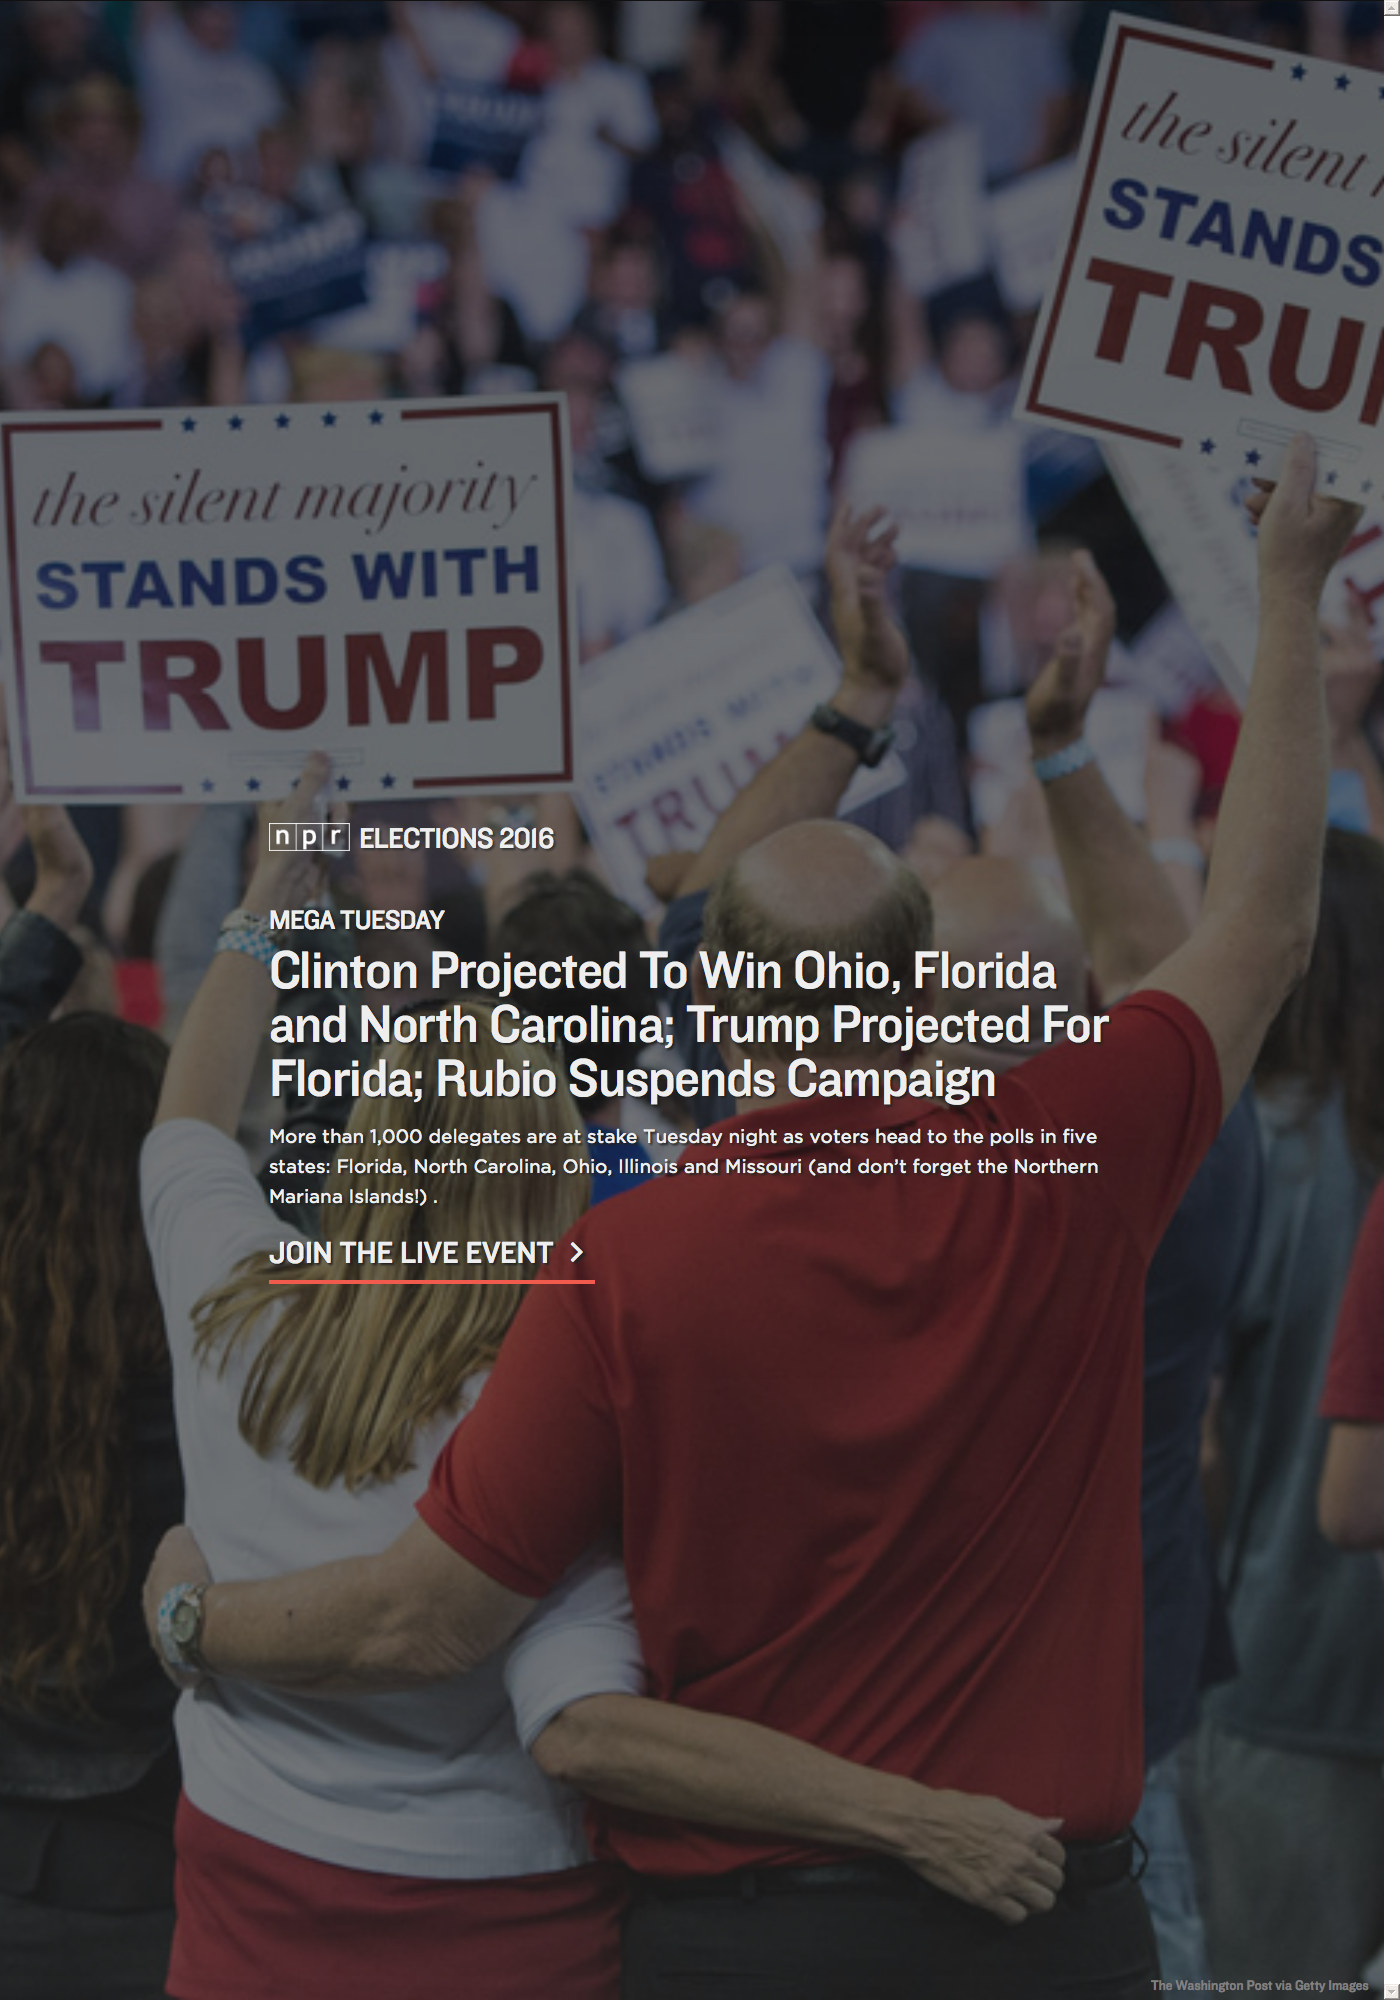 the silent
STANDS
TRU
the silent majority
STANDS WITH
TRUMP
STANDS WITH
TRUM
npr ELECTIONS 2016
MEGA TUESDAY
Clinton Projected To Win Ohio, Florida
and North Carolina; Trump Projected For
Florida; Rubio Suspends Campaign
More than 1,000 delegates are at stake Tuesday night as voters head to the polls in five
states: Florida, North Carolina, Ohio, Illinois and Missouri (and don’t forget the Northern
Mariana Islands!) .
JOIN THE LIVE EVENT
The Washington Post via Getty Images